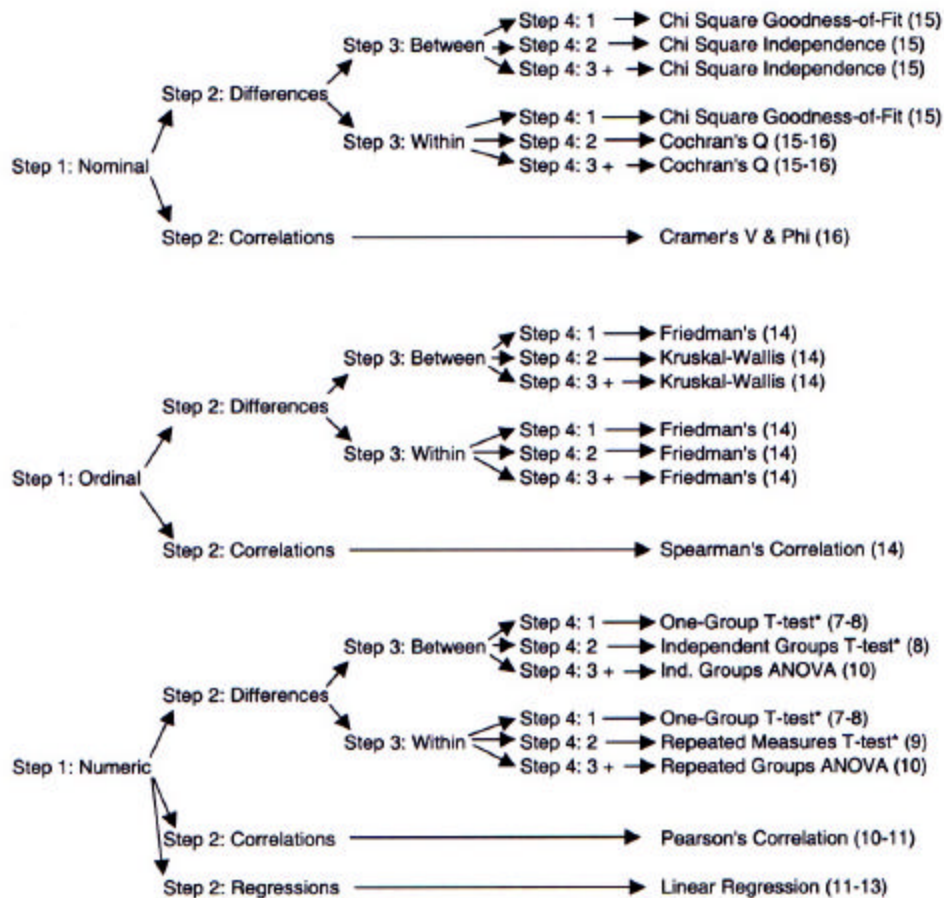 Step 4: 1 Chi Square Goodness-of-Fit (15)
Step 3: Between Step 4: 2 Chi Square Independence (15)
Step 4: 3 + Chi Square Independence (15)
Step 2: Differences
Step 4: 1 Chi Square Goodness-of-Fit (15)
Step 3: Within Step 4: 2 Cochran's Q (15-16)
Step 4: 3 + Cochran's Q (15-16)
Step 1: Nominal
Step 2: Correlations Cramer's V & Phi (16)
Step 4: 1 Friedman's (14)
Step 3: Between Step 4: 2 Kruskal-Wallis (14)
Step 4: 3 + Kruskal-Wallis (14)
Step 2: Differences
Step 4: 1 Friedman's (14)
Step 3: Within Step 4: 2 Friedman's (14)
Step 4: 3 + Friedman's (14)
Step 1: Ordinal
Step 2: Correlations Spearman's Correlation (14)
Step 4: 1 One-Group T-test* (7-8)
Step 3: Between Step 4: 2 Independent Groups T-test* (8)
Step 4: 3 + Ind. Groups ANOVA (10)
Step 2: Differences
Step 4: 1 One-Group T-test* (7-8)
Step 3: Within Step 4: 2 Repeated Measures T-test* (9)
Step 4: 3 + Repeated Groups ANOVA (10)
Step 1: Numeric
Step 2: Correlations Pearson's Correlation (10-11)
Step 2: Regressions Linear Regression (11-13)